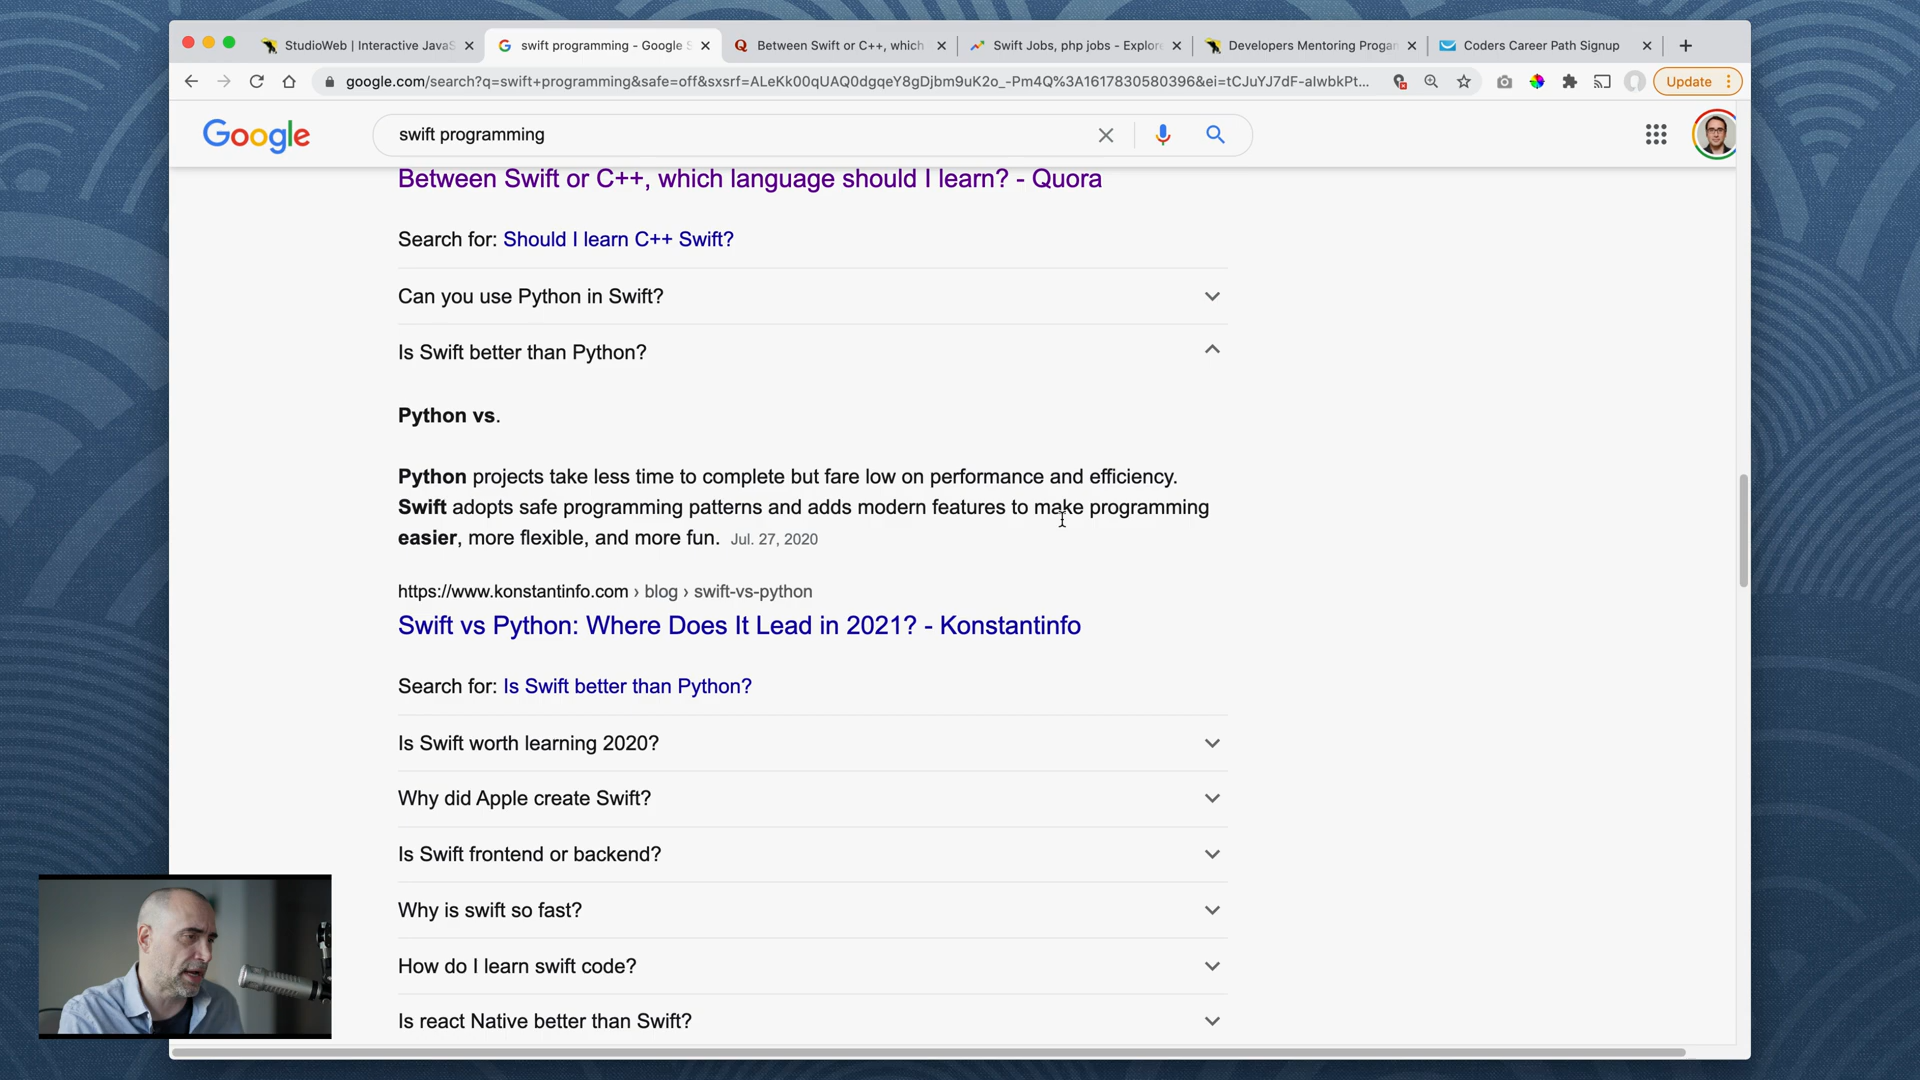 StudioWeb | Interactive JavaS
swift programming - Google S
Between Swift or C++, which
Swift Jobs, php jobs - Explore
Developers Mentoring Progar
Coders Career Path Signup
google.com/search?q=swift+programming&safe=off&sxsrf=ALeKk00qUAQ0dgqeY8gDjbm9uK2o_-Pm4Q%3A1617830580396&ei=tCJuYJ7dF-aIwbkPt...
Update
Google
swift programming
Between Swift or C++, which language should I learn? - Quora
Search for: Should I learn C++ Swift?
Can you use Python in Swift?
Is Swift better than Python?
Python vs.
Python projects take less time to complete but fare low on performance and efficiency.
Swift adopts safe programming patterns and adds modern features to make programming
easier, more flexible, and more fun. Jul. 27, 2020
https://www.konstantinfo.com › blog › swift-vs-python
Swift vs Python: Where Does It Lead in 2021? - Konstantinfo
Search for: Is Swift better than Python?
Is Swift worth learning 2020?
Why did Apple create Swift?
Is Swift frontend or backend?
Why is swift so fast?
How do I learn swift code?
Is react Native better than Swift?